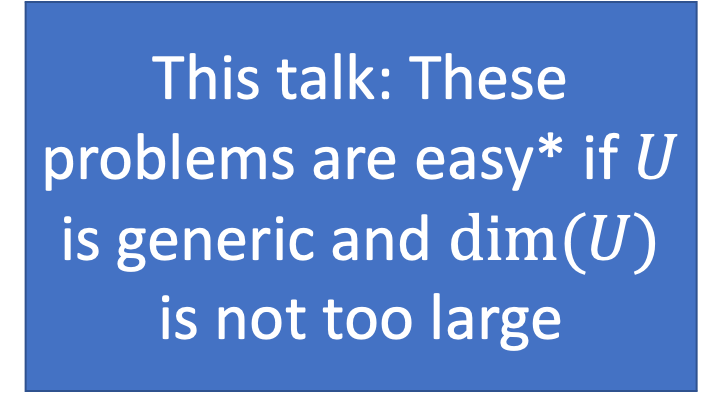 This talk: These
problems are easy* if U
is generic and dim(U)
is not too large